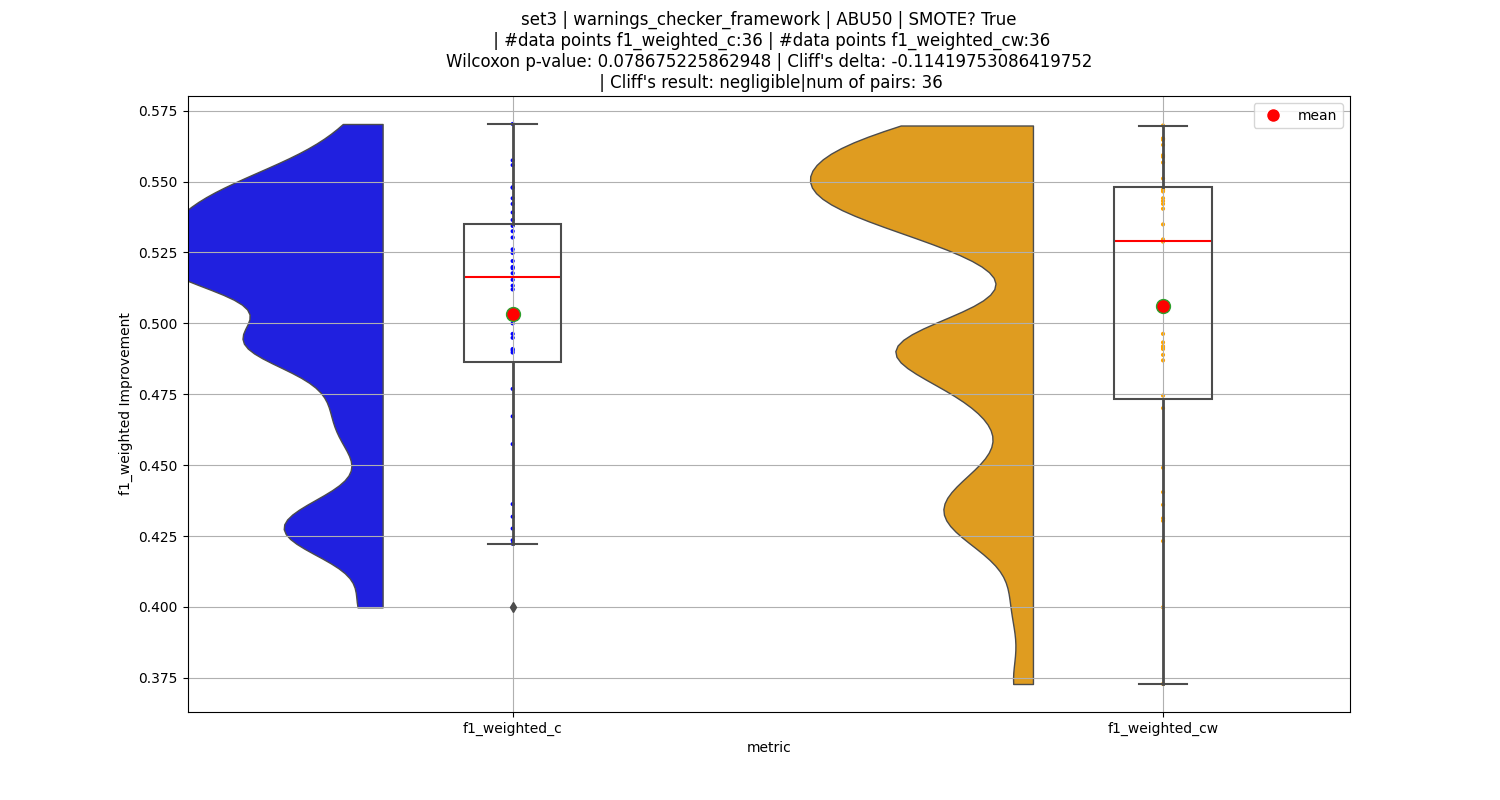 set3 | warnings_checker_framework | ABU50 | SMOTE? True
| #data points f1_weighted_c:36 | #data points f1_weighted_cw:36
Wilcoxon p-value: 0.078675225862948 | Cliff's delta: -0.11419753086419752
| Cliff's result: negligible|num of pairs: 36
mean
f1_weighted Improvement
0.575
0.550
0.525
0.500
0.475
0.450
0.425
0.400
0.375
f1_weighted_c
f1_weighted_cw
metric